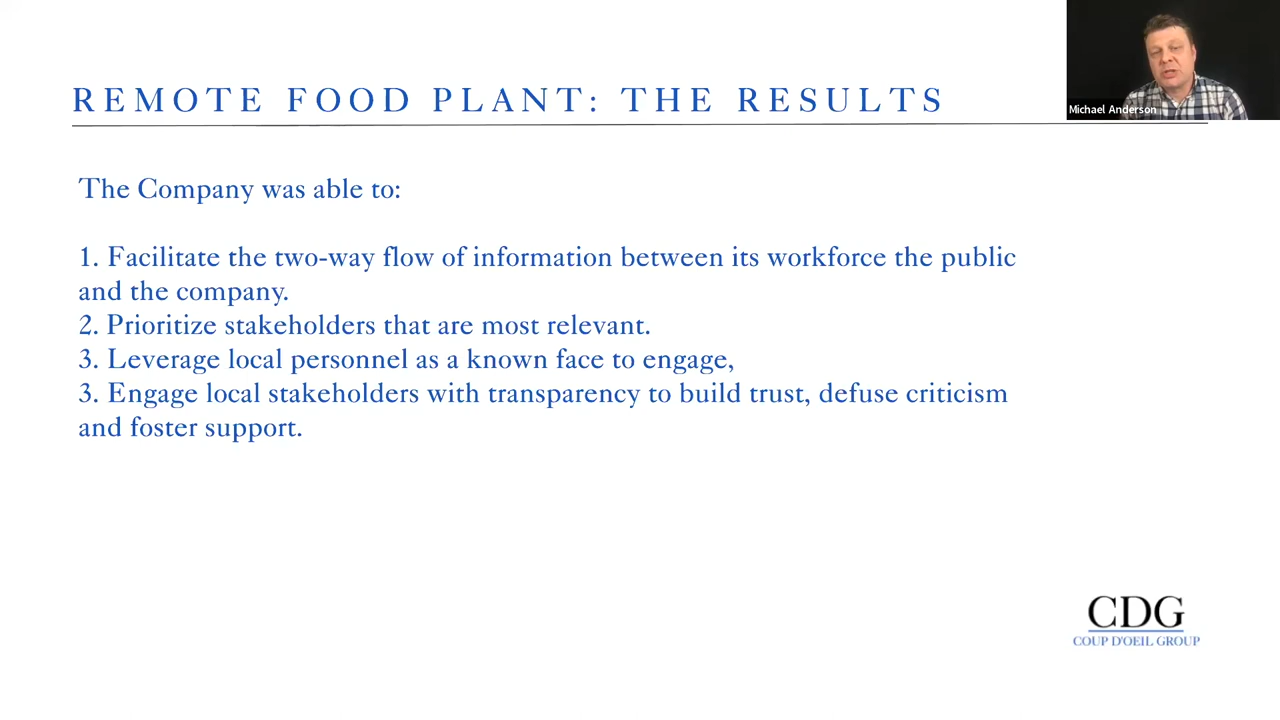 REMOTE FOOD PLANT: THE RESULTS
Michael Anderson
The Company was able to:
1. Facilitate the two-way flow of information between its workforce the public
and the company.
2. Prioritize stakeholders that are most relevant.
3. Leverage local personnel as a known face to engage,
3. Engage local stakeholders with transparency to build trust, defuse criticism
and foster support.
CDG
COUP D'OEIL GROUP